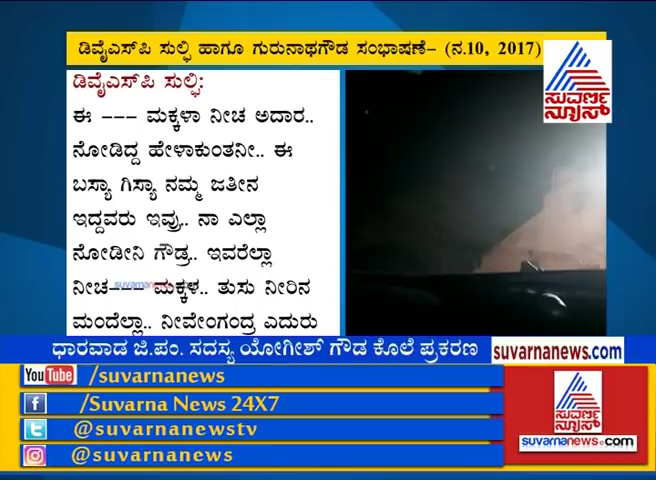 ಡಿವೈಎಸ್‌ಪಿ ಸುಲ್ಫಿ ಹಾಗೂ ಗುರುನಾಥಗೌಡ ಸಂಭಾಷಣೆ- (ನ.10, 2017)
ಸುವರ್ಣ
ನ್ಯೂಸ್
ಡಿವೈಎಸ್‌ಪಿ ಸುಲ್ಫಿ:
ಈ --- ಮಕ್ಕಳಾ ನೀಚ ಅದಾರ..
ನೋಡಿದ್ದ ಹೇಳಾಕುಂತನೀ.. ಈ
ಬಸ್ಯಾ ಗಿಸ್ಯಾ ನಮ್ಮ ಜತೀನ
ಇದ್ದವರು ಇವ್ರು.. ನಾ ಎಲ್ಲಾ
ನೋಡೀನಿ ಗೌಡ್ರ.. ಇವರೆಲ್ಲಾ
ನೀಚ--- ಮಕ್ಕಳ.. ತುಸು ನೀರಿನ
ಮಂದೆಲ್ಲಾ.. ನೀವೇಂಗಂದ್ರ ಎದುರು
ಧಾರವಾಡ ಜಿ.ಪಂ. ಸದಸ್ಯ ಯೋಗೀಶ್ ಗೌಡ ಕೊಲೆ ಪ್ರಕರಣ
suvarnanews.com
YouTube /suvarnanews
/Suvarna News 24X7
@suvarnanewstv
@suvarnanews
ಸುವರ್ಣ
ನ್ಯೂಸ್
suvarnanews.com